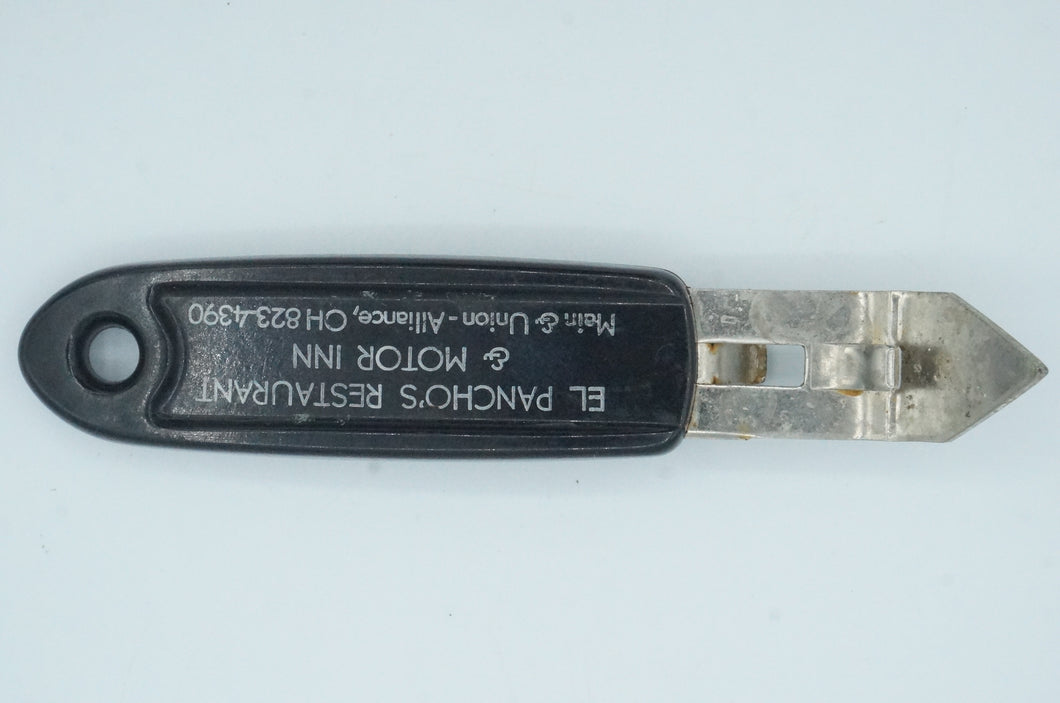 EL PANCHO'S RESTAURANT
& MOTOR INN
Main & Union - Alliance, OH 823-4390